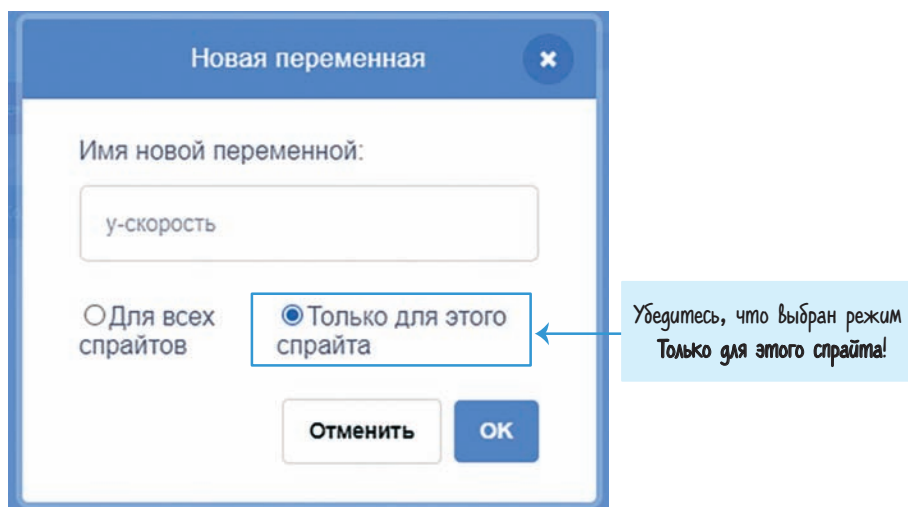 Новая переменная
Имя новой переменной:
у-скорость
Для всех
спрайтов
Только для этого
спрайта
Убедитесь, что выбран режим
Только для этого спрайта!
Отменить
ОК